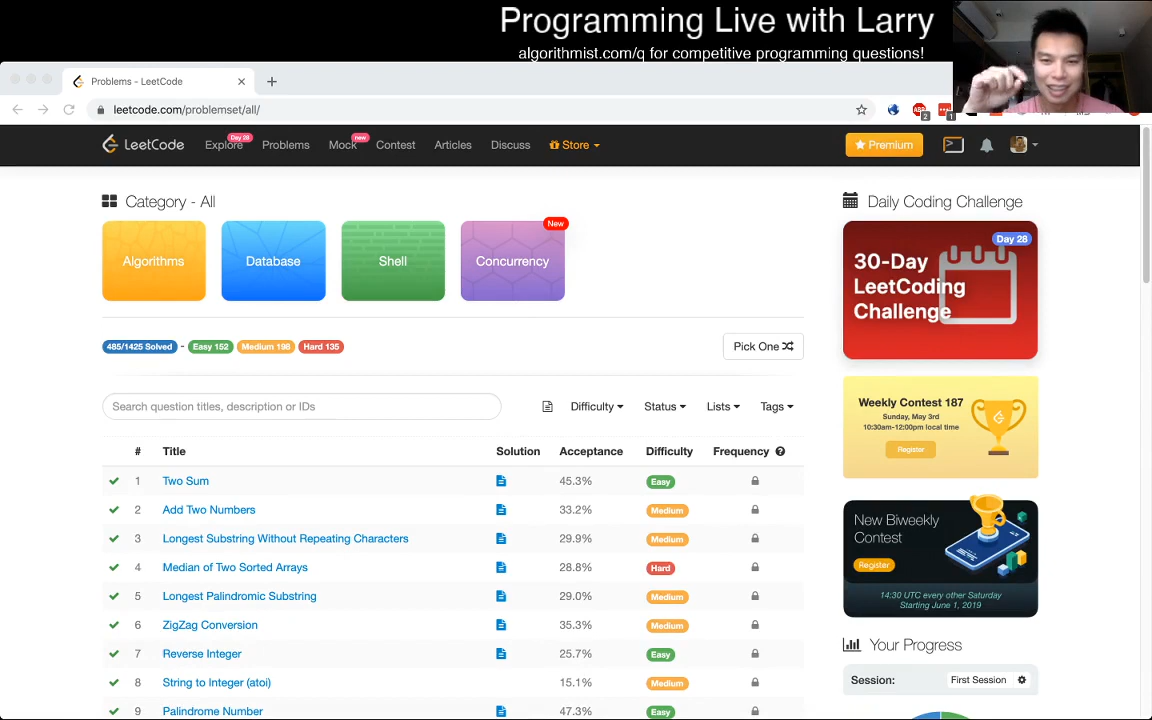 Programming Live with Larry
algorithmist.com/q for competitive programming questions!
Problems - LeetCode
leetcode.com/problemset/all/
2
1
LeetCode
Explore
Day 28
Problems
Mock
new
Contest
Articles
Discuss
Store
Premium
Category - All
Algorithms
Database
Shell
Concurrency
New
485/1425 Solved - Easy 152 Medium 198 Hard 135
Pick One
Search question titles, description or IDs
Difficulty Status Lists Tags
# Title Solution Acceptance Difficulty Frequency
1 Two Sum 45.3% Easy
2 Add Two Numbers 33.2% Medium
3 Longest Substring Without Repeating Characters 29.9% Medium
4 Median of Two Sorted Arrays 28.8% Hard
5 Longest Palindromic Substring 29.0% Medium
6 ZigZag Conversion 35.3% Medium
7 Reverse Integer 25.7% Easy
8 String to Integer (atoi) 15.1% Medium
9 Palindrome Number 47.3% Easy
Daily Coding Challenge
Day 28
30-Day
LeetCoding
Challenge
Weekly Contest 187
Sunday, May 3rd
10:30am-12:00pm local time
Register
New Biweekly
Contest
Register
14:30 UTC every other Saturday
Starting June 1, 2019
Your Progress
Session: First Session